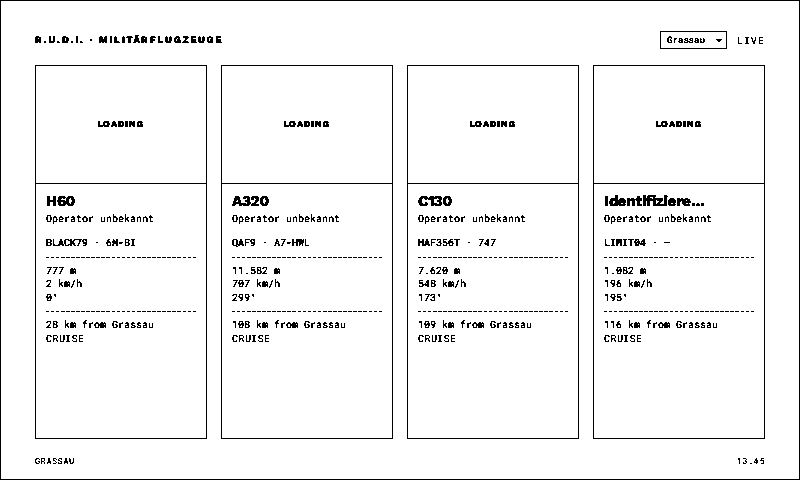 R.U.D.I. · MILITÄRFLUGZEUGE
Grassau
LIVE
LOADING
H60
Operator unbekannt
BLACK79 · 6M-BI
777 m
2 km/h
0°
28 km from Grassau
CRUISE
LOADING
A320
Operator unbekannt
QAF9 · A7-HWL
11.582 m
707 km/h
299°
108 km from Grassau
CRUISE
LOADING
C130
Operator unbekannt
MAF356T · 747
7.620 m
548 km/h
173°
109 km from Grassau
CRUISE
LOADING
Identifiziere...
Operator unbekannt
LIMIT04 · —
1.082 m
196 km/h
195°
116 km from Grassau
CRUISE
GRASSAU
13.45